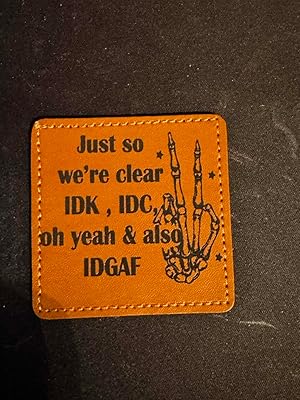 Just so
we're clear
IDK , IDC,
oh yeah & also
IDGAF